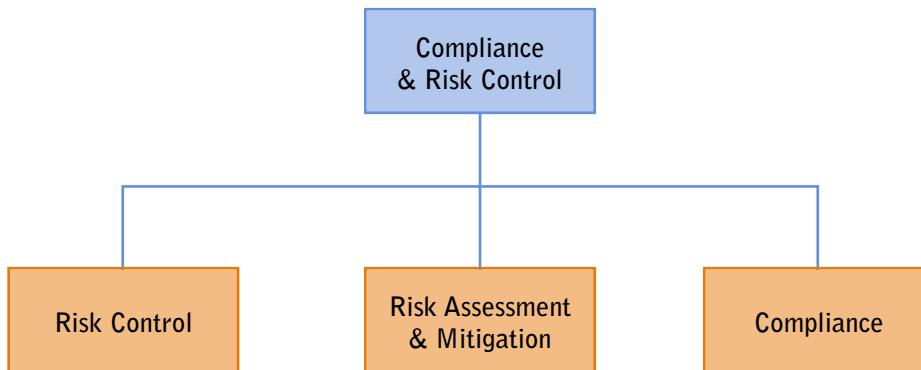 Compliance
& Risk Control
Risk Control
Risk Assessment
& Mitigation
Compliance